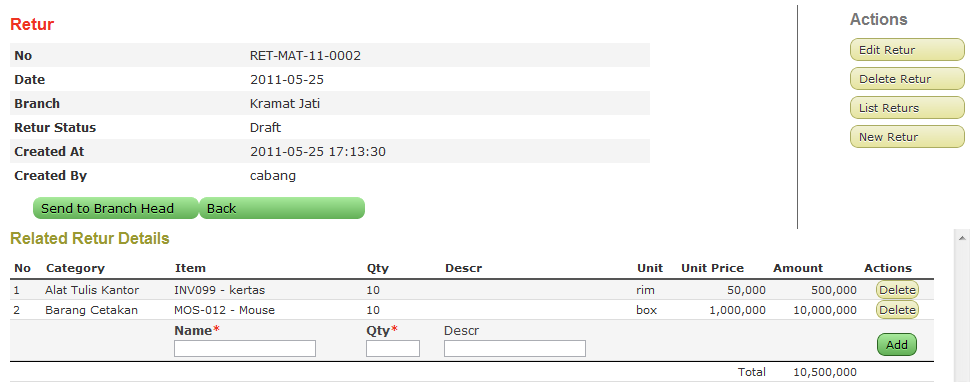 Retur
No RET-MAT-11-0002
Date 2011-05-25
Branch Kramat Jati
Retur Status Draft
Created At 2011-05-25 17:13:30
Created By cabang
Send to Branch Head Back
Actions
Edit Retur
Delete Retur
List Returs
New Retur
Related Retur Details
No Category Item Qty Descr Unit Unit Price Amount Actions
1 Alat Tulis Kantor INV099 - kertas 10 rim 50,000 500,000 Delete
2 Barang Cetakan MOS-012 - Mouse 10 box 1,000,000 10,000,000 Delete
Name* Qty* Descr
Add
Total 10,500,000